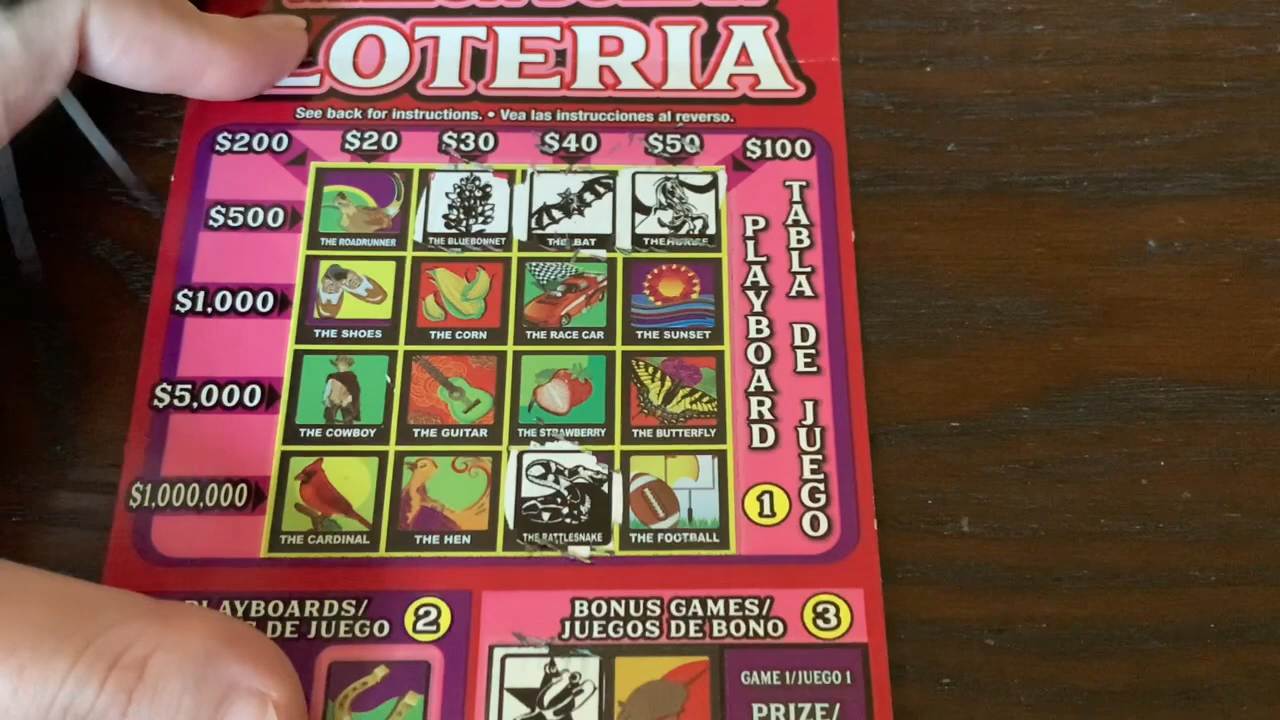 LOTERIA
See back for instructions. • Vea las instrucciones al reverso.
$200 $20 $30 $40 $50 $100
$500
$1,000
$5,000
$1,000,000
THE ROADRUNNER THE BLUEBONNET THE BAT THE HORSE
THE SHOES THE CORN THE RACE CAR THE SUNSET
THE COWBOY THE GUITAR THE STRAWBERRY THE BUTTERFLY
THE CARDINAL THE HEN THE RATTLESNAKE THE FOOTBALL
PLAYBOARD
TABLA DE JUEGO
1
PLAYBOARDS/
DE JUEGO
2
BONUS GAMES/
JUEGOS DE BONO
3
GAME 1/JUEGO 1
PRIZE/